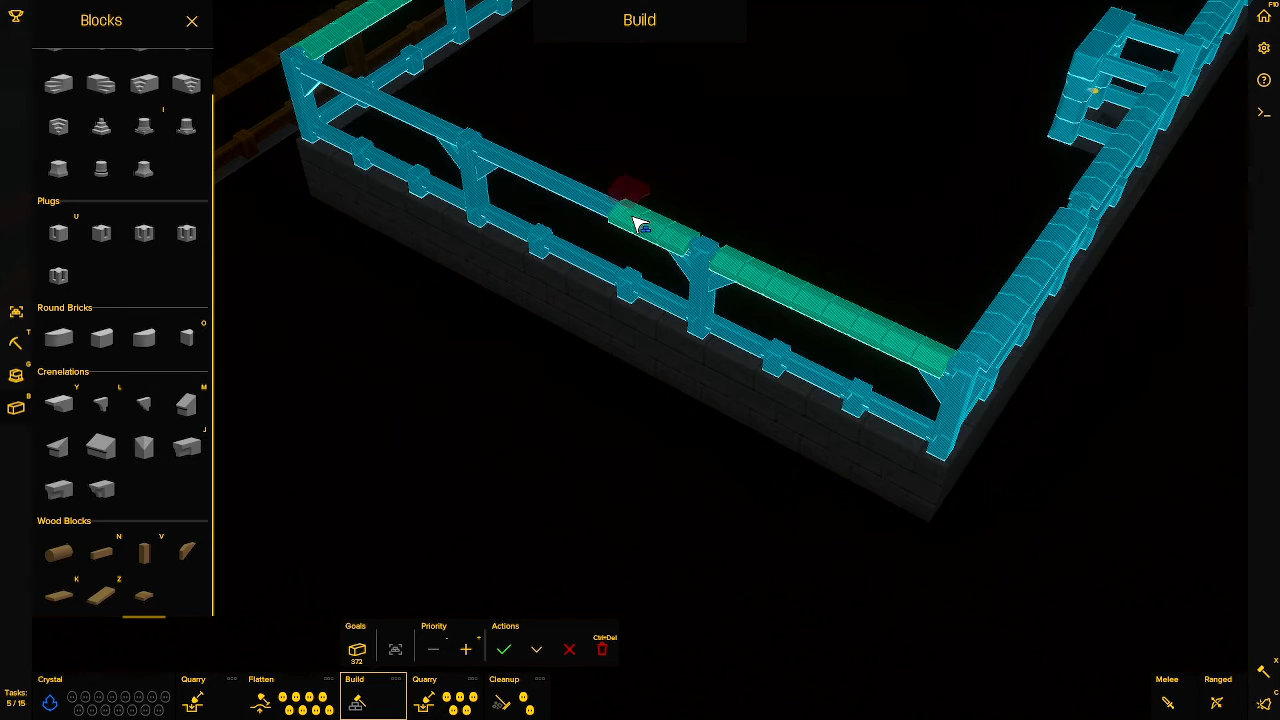 Blocks
Build
F10
I
Plugs
U
Round Bricks
O
T
Crenelations
G
Y
L
M
B
J
Wood Blocks
N
V
K
Z
Goals
Priority
Actions
-
+
Ctrl+Del
372
Tasks:
5 / 15
Crystal
Quarry
Flatten
Build
Quarry
Cleanup
Melee
Ranged
X
C